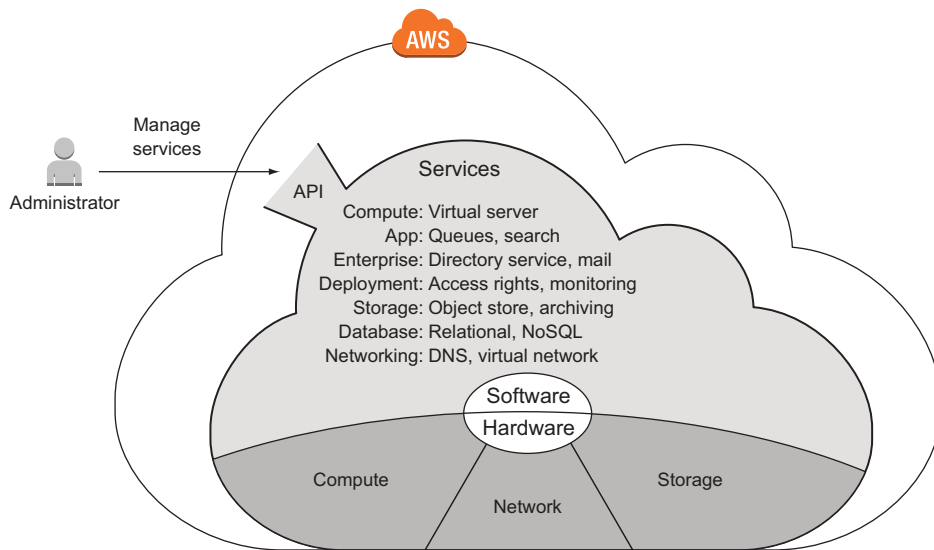 AWS
Manage
services
Administrator
API
Services
Compute: Virtual server
App: Queues, search
Enterprise: Directory service, mail
Deployment: Access rights, monitoring
Storage: Object store, archiving
Database: Relational, NoSQL
Networking: DNS, virtual network
Software
Hardware
Compute
Network
Storage